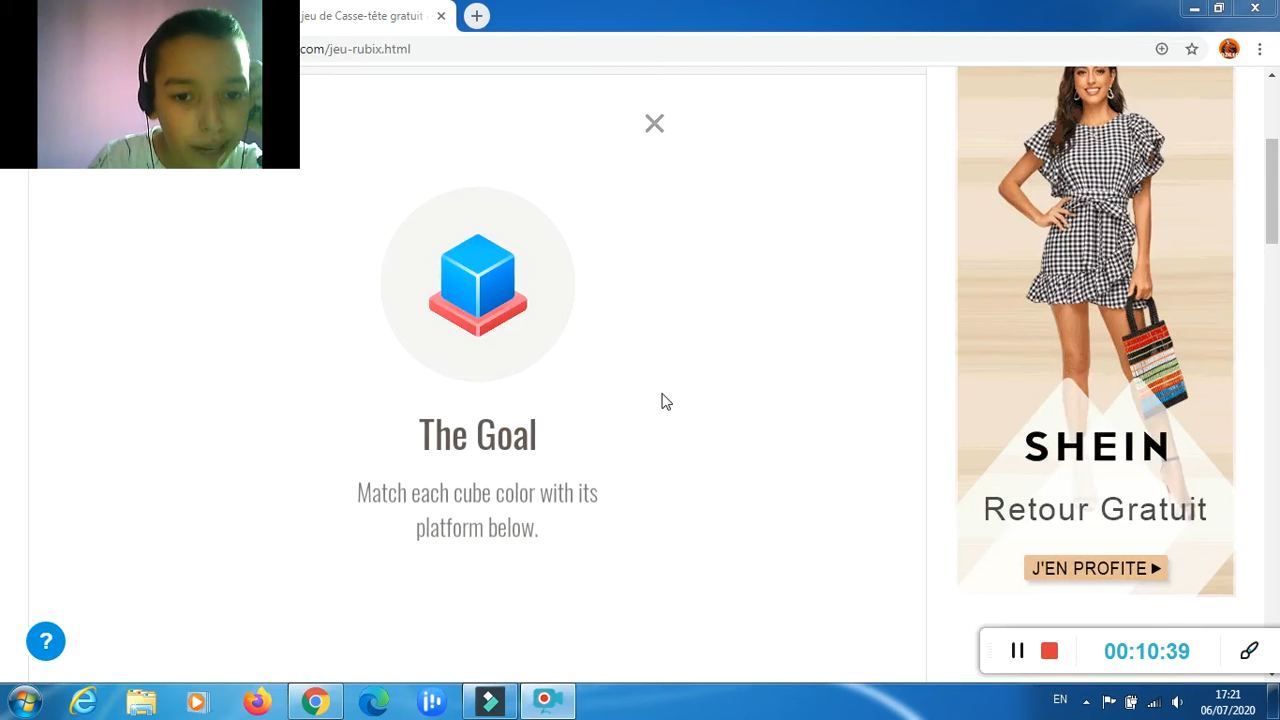 jeu de Casse-tête gratuit
com/jeu-rubix.html
The Goal
Match each cube color with its
platform below.
SHEIN
Retour Gratuit
J'EN PROFITE
?
00:10:39
EN
17:21
06/07/2020